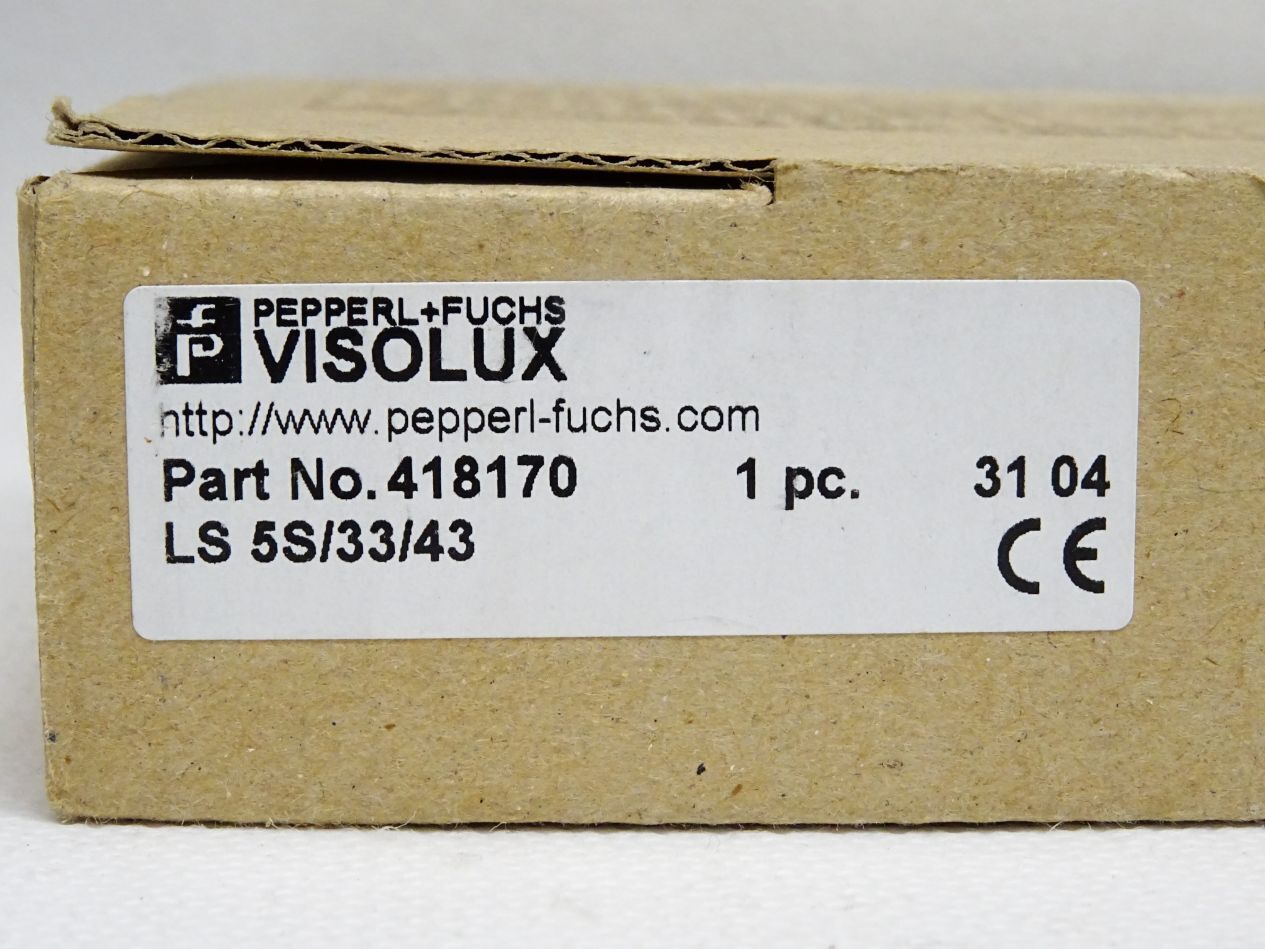 PEPPERL+FUCHS
VISOLUX
http://www.pepperl-fuchs.com
Part No. 418170 1 pc. 31 04
LS 5S/33/43 CE